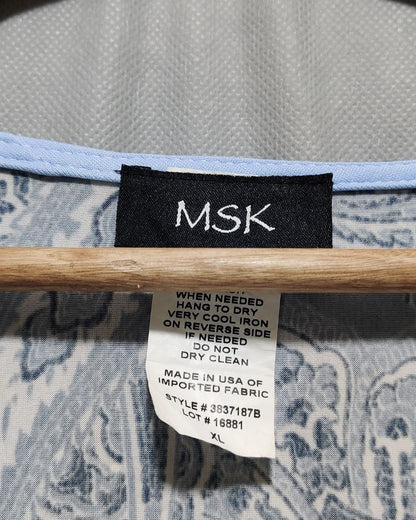 MSK
WHEN NEEDED
HANG TO DRY
VERY COOL IRON
ON REVERSE SIDE
IF NEEDED
DO NOT
DRY CLEAN
MADE IN USA OF
IMPORTED FABRIC
STYLE # 3837187B
LOT # 16881
XL